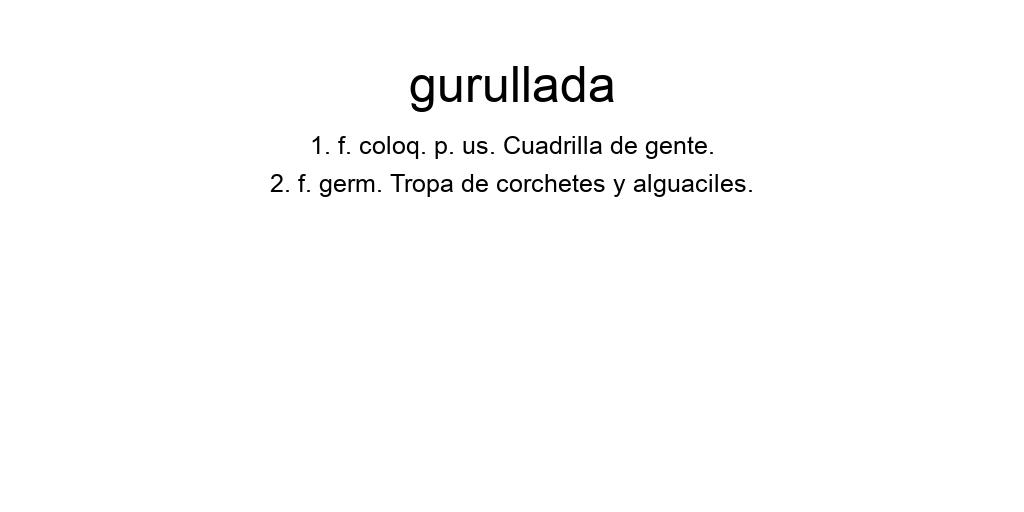 gurullada
1. f. coloq. p. us. Cuadrilla de gente.
2. f. germ. Tropa de corchetes y alguaciles.